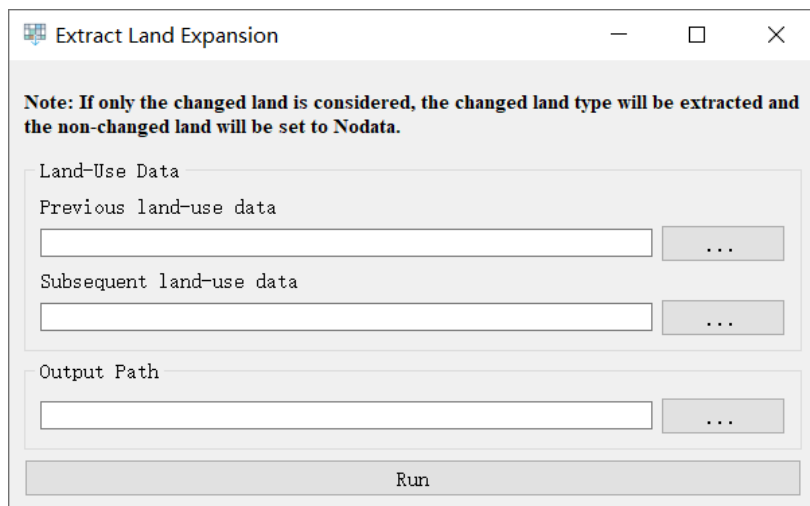 Extract Land Expansion
Note: If only the changed land is considered, the changed land type will be extracted and
the non-changed land will be set to Nodata.
Land-Use Data
Previous land-use data
...
Subsequent land-use data
...
Output Path
...
Run